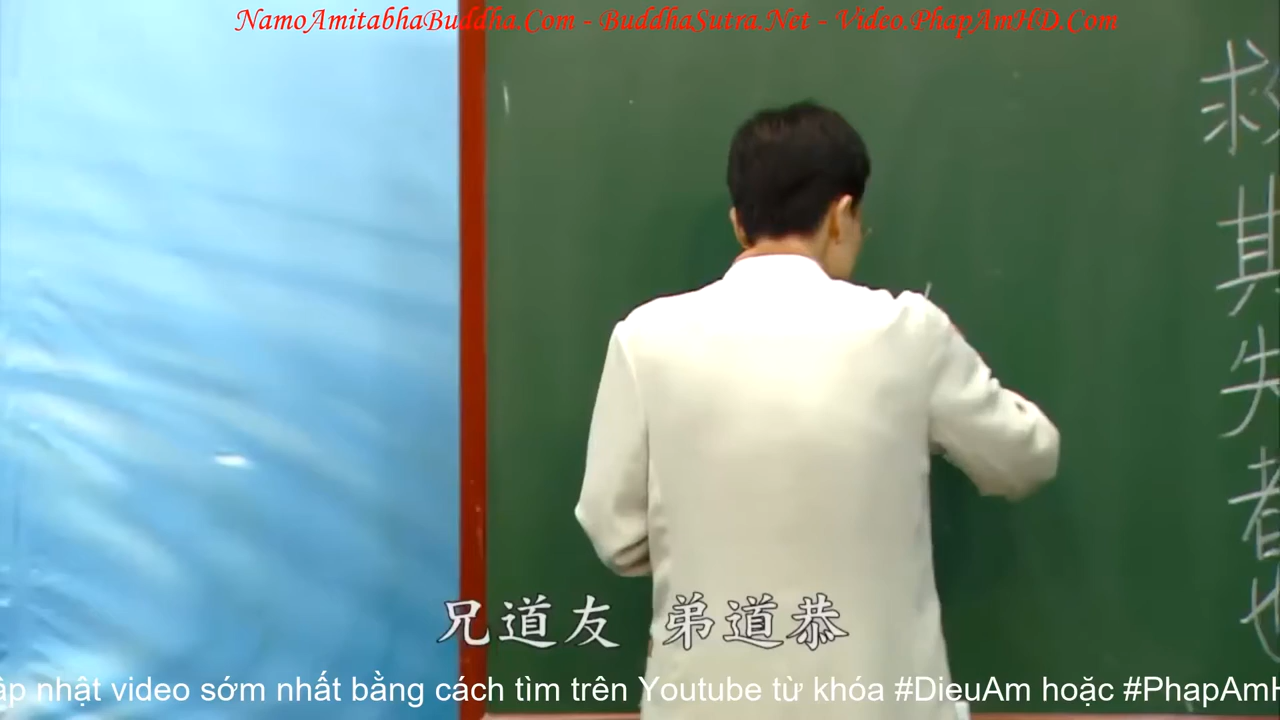 NamoAmitabhaBuddha.Com - BuddhaSutra.Net - Video.PhapAmHD.Com
其失者也
兄道友 弟道恭
ập nhật video sớm nhất bằng cách tìm trên Youtube từ khóa #DieuAm hoặc #PhapAmH